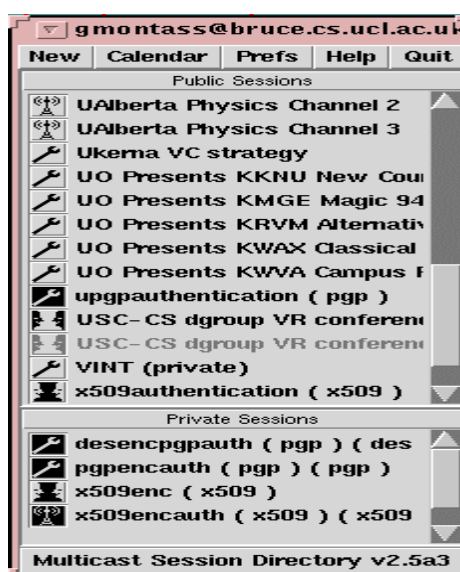 gmontass@bruce.cs.ucl.ac.uk
New Calendar Prefs Help Quit
Public Sessions
UAlberta Physics Channel 2
UAlberta Physics Channel 3
Ukerna VC strategy
UO Presents KKNU New Cou
UO Presents KMGE Magic 94
UO Presents KRVM Alternativ
UO Presents KWAX Classical
UO Presents KWVA Campus F
upgpauthentication ( pgp )
USC-CS dgroup VR conferenc
USC-CS dgroup VR conferenc
VINT (private)
x509authentication ( x509 )
Private Sessions
desencpgpauth ( pgp ) ( des
pgpencauth ( pgp ) ( pgp )
x509enc ( x509 )
x509encauth ( x509 ) ( x509
Multicast Session Directory v2.5a3